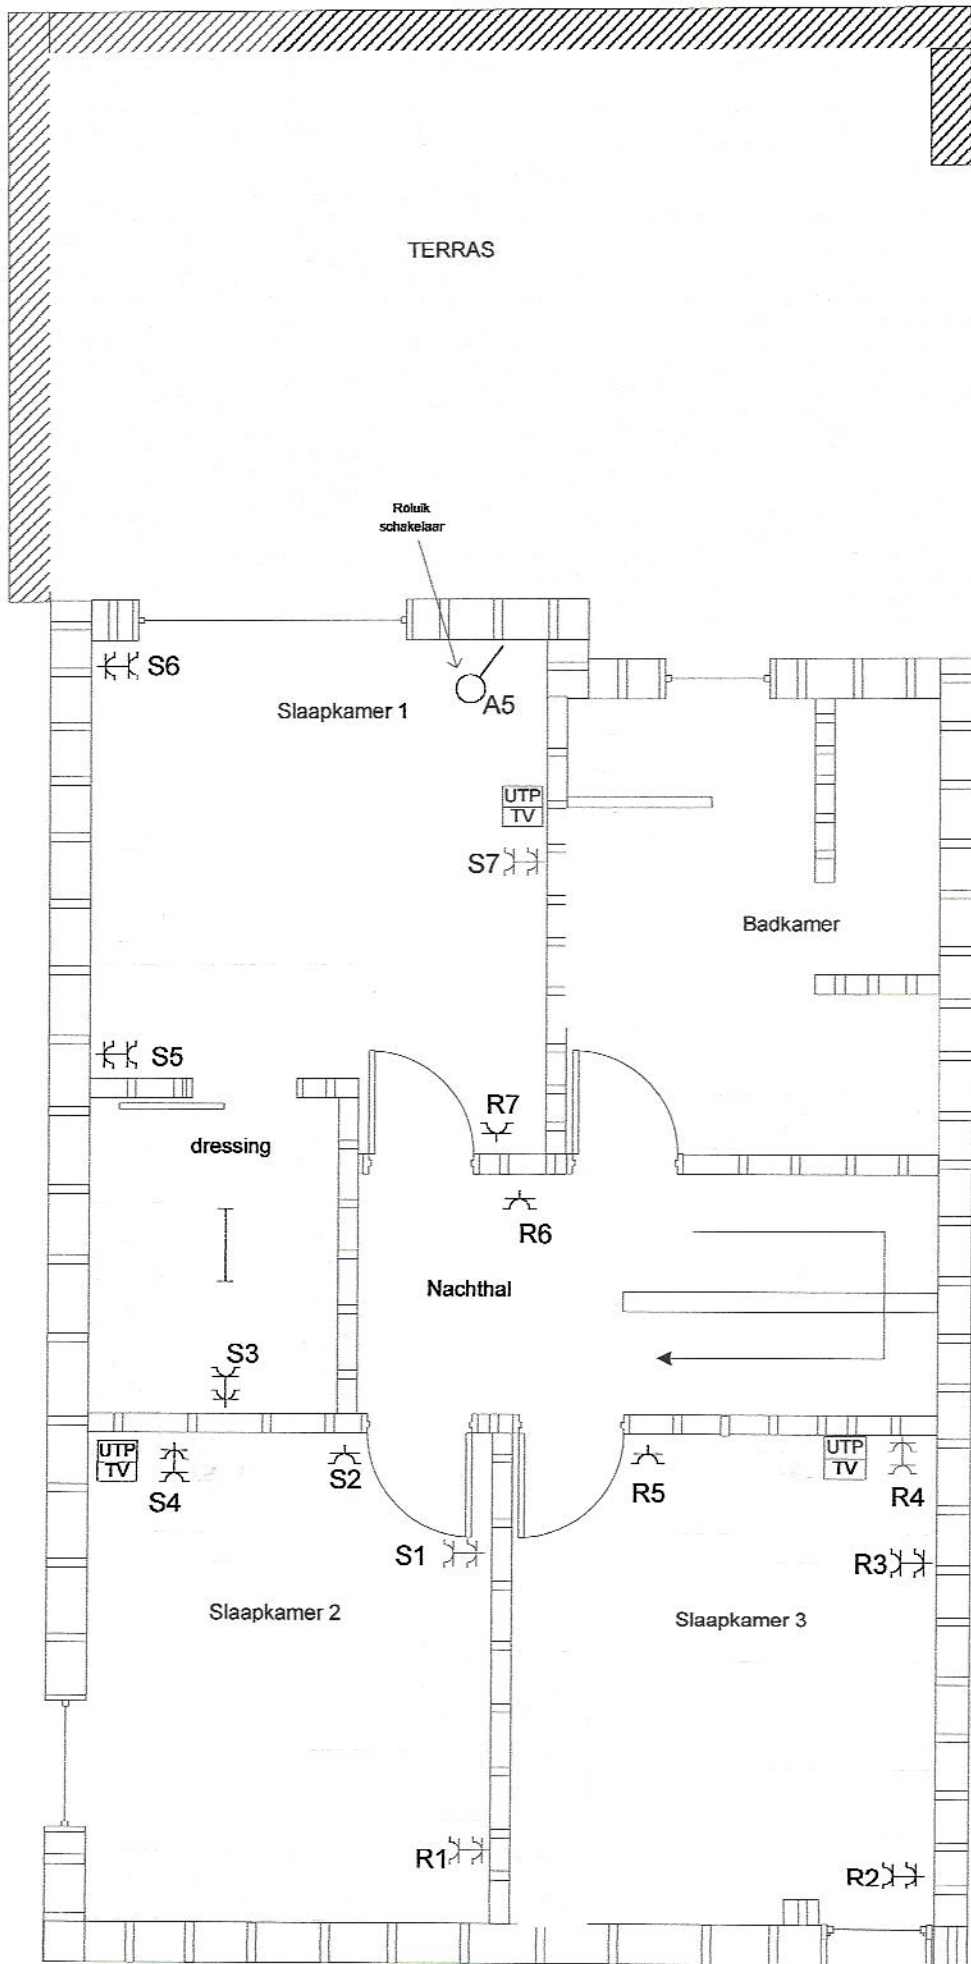 TERRAS
Roluik
schakelaar
S6
A5
Slaapkamer 1
UTP
TV
S7
Badkamer
S5
R7
dressing
R6
Nachthal
S3
UTP
TV
S4
S2
R5
UTP
TV
R4
S1
R3
Slaapkamer 2
Slaapkamer 3
R1
R2